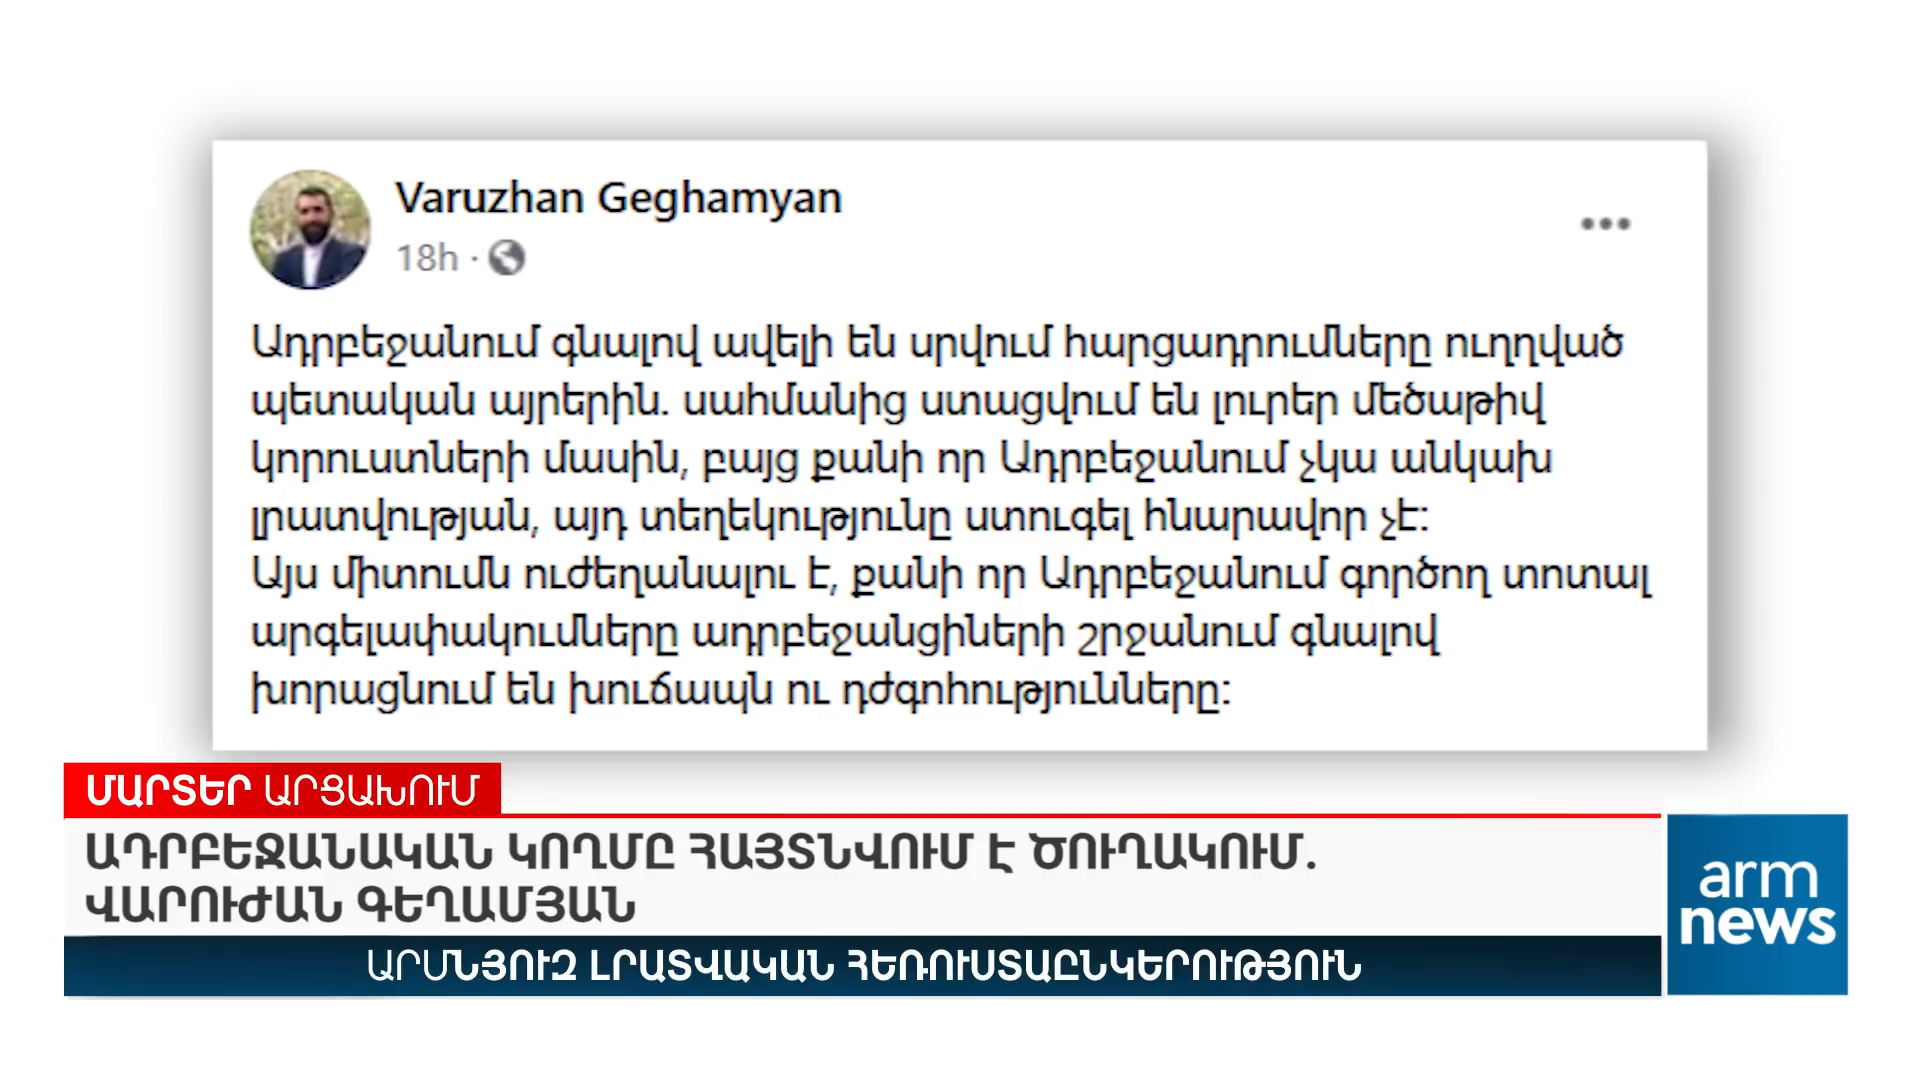 Varuzhan Geghamyan
18h ·
Ադրբեջանում գնալով ավելի են սրվում հարցադրումները ուղղված
պետական այրերին. սահմանից ստացվում են լուրեր մեծաթիվ
կորուստների մասին, բայց քանի որ Ադրբեջանում չկա անկախ
լրատվության, այդ տեղեկությունը ստուգել հնարավոր չէ:
Այս միտումն ուժեղանալու է, քանի որ Ադրբեջանում գործող տոտալ
արգելափակումները ադրբեջանցիների շրջանում գնալով
խորացնում են խուճապն ու դժգոհությունները:
ՄԱՐՏԵՐ ԱՐՑԱԽՈՒՄ
ԱԴՐԲԵՋԱՆԱԿԱՆ ԿՈՂՄԸ ՀԱՅՏՆՎՈՒՄ Է ԾՈՒՂԱԿՈՒՄ.
ՎԱՐՈՒԺԱՆ ԳԵՂԱՄՅԱՆ
ԱՐՄՆՅՈՒԶ ԼՐԱՏՎԱԿԱՆ ՀԵՌՈՒՍՏԱԸՆԿԵՐՈՒԹՅՈՒՆ
arm
news